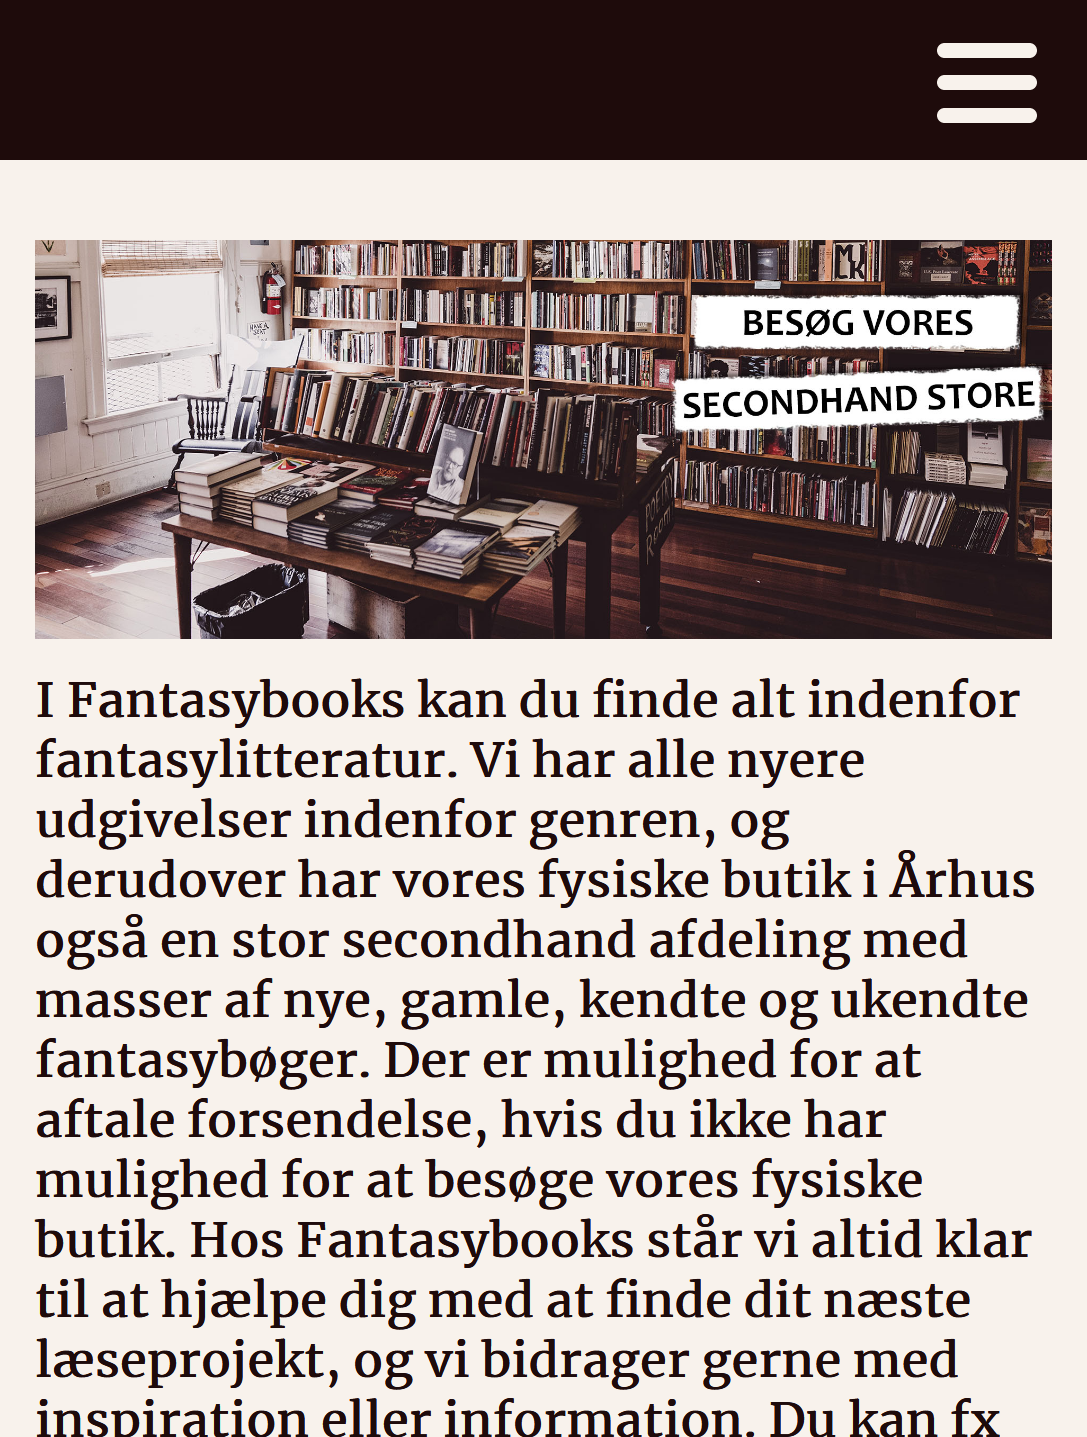 BESØG VORES
SECONDHAND STORE
HAVE A
SEAT
POETRY
Room
I Fantasybooks kan du finde alt indenfor
fantasylitteratur. Vi har alle nyere
udgivelser indenfor genren, og
derudover har vores fysiske butik i Århus
også en stor secondhand afdeling med
masser af nye, gamle, kendte og ukendte
fantasybøger. Der er mulighed for at
aftale forsendelse, hvis du ikke har
mulighed for at besøge vores fysiske
butik. Hos Fantasybooks står vi altid klar
til at hjælpe dig med at finde dit næste
læseprojekt, og vi bidrager gerne med
inspiration eller information. Du kan fx